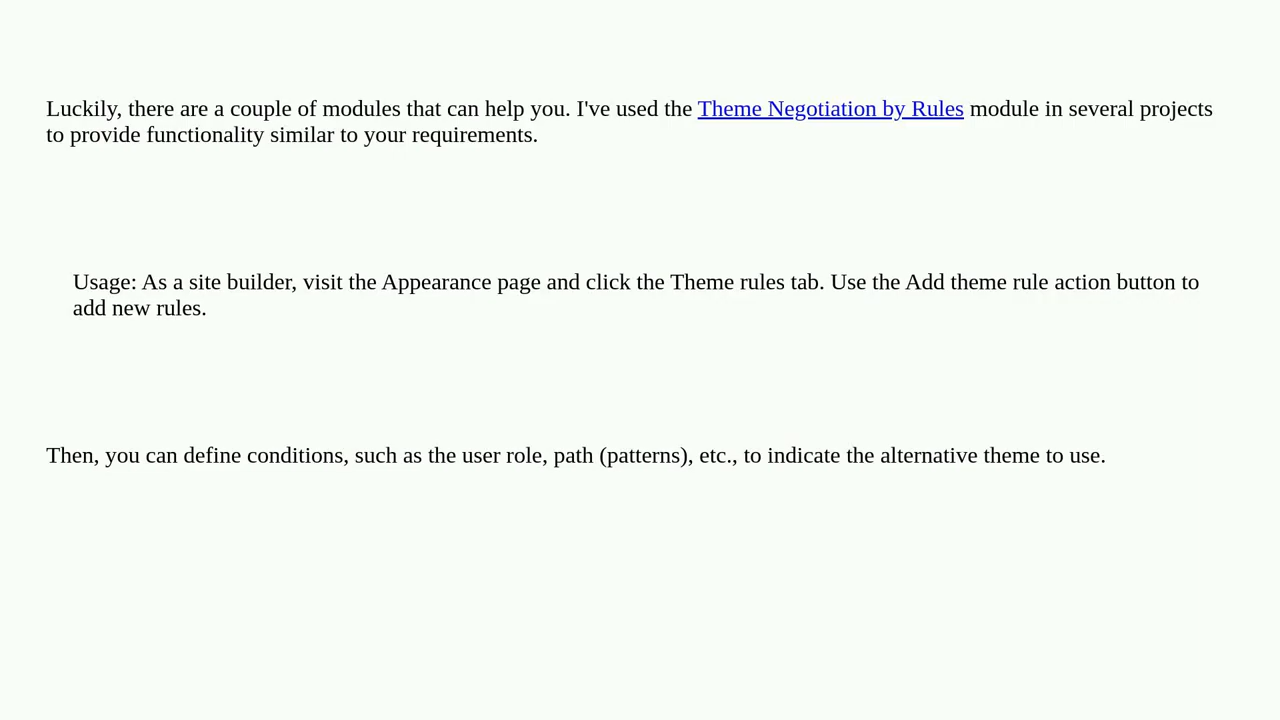 Luckily, there are a couple of modules that can help you. I've used the Theme Negotiation by Rules module in several projects
to provide functionality similar to your requirements.
Usage: As a site builder, visit the Appearance page and click the Theme rules tab. Use the Add theme rule action button to
add new rules.
Then, you can define conditions, such as the user role, path (patterns), etc., to indicate the alternative theme to use.